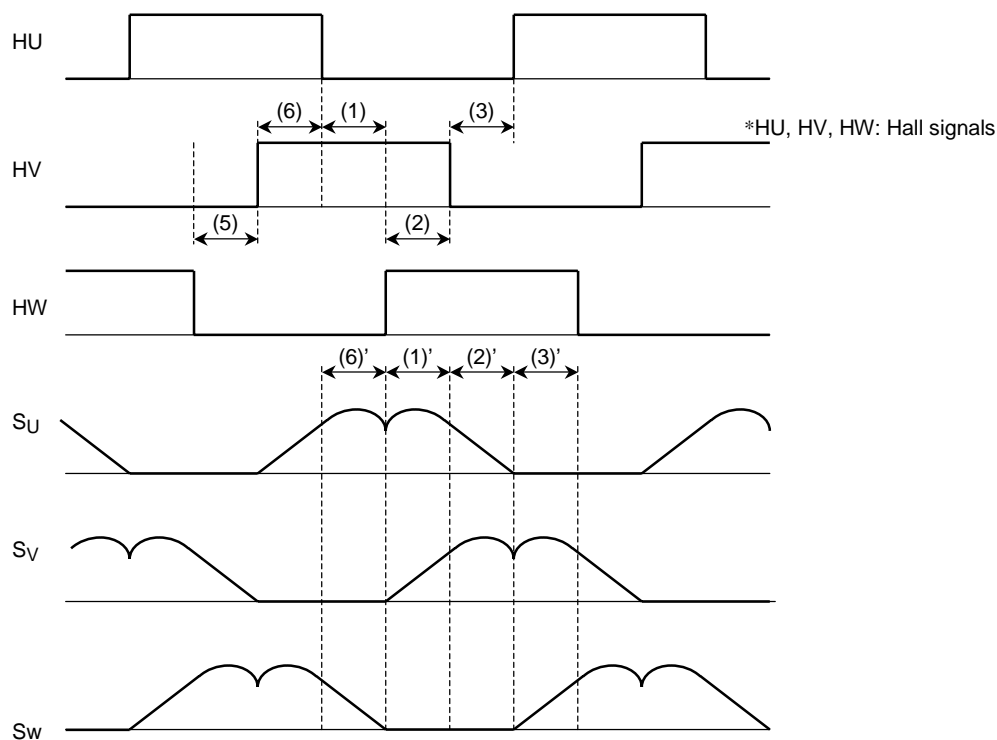 HU
(6) (1) (3)
*HU, HV, HW: Hall signals
HV
(5) (2)
HW
(6)’ (1)’ (2)’ (3)’
SU
SV
Sw